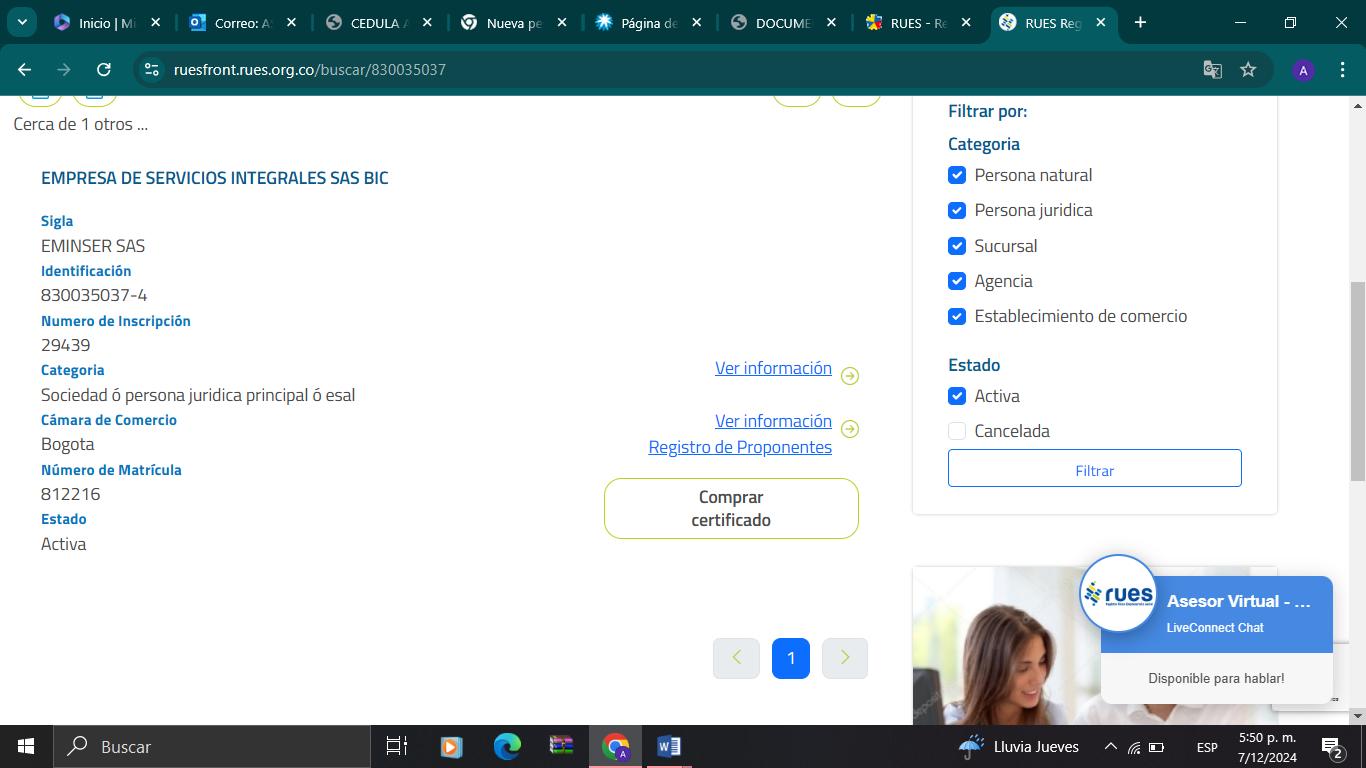 Inicio | Mi
Correo: A
CEDULA A
Nueva pe
Página de
DOCUME
RUES - Re
RUES Reg
ruesfront.rues.org.co/buscar/830035037
A
Cerca de 1 otros ...
EMPRESA DE SERVICIOS INTEGRALES SAS BIC
Sigla
EMINSER SAS
Identificación
830035037-4
Numero de Inscripción
29439
Categoria
Sociedad ó persona juridica principal ó esal
Cámara de Comercio
Bogota
Número de Matrícula
812216
Estado
Activa
Ver información
Ver información
Registro de Proponentes
Comprar
certificado
1
Filtrar por:
Categoria
Persona natural
Persona juridica
Sucursal
Agencia
Establecimiento de comercio
Estado
Activa
Cancelada
Filtrar
rues
Asesor Virtual - ...
LiveConnect Chat
Disponible para hablar!
Buscar
Lluvia Jueves
ESP
5:50 p. m.
7/12/2024
2